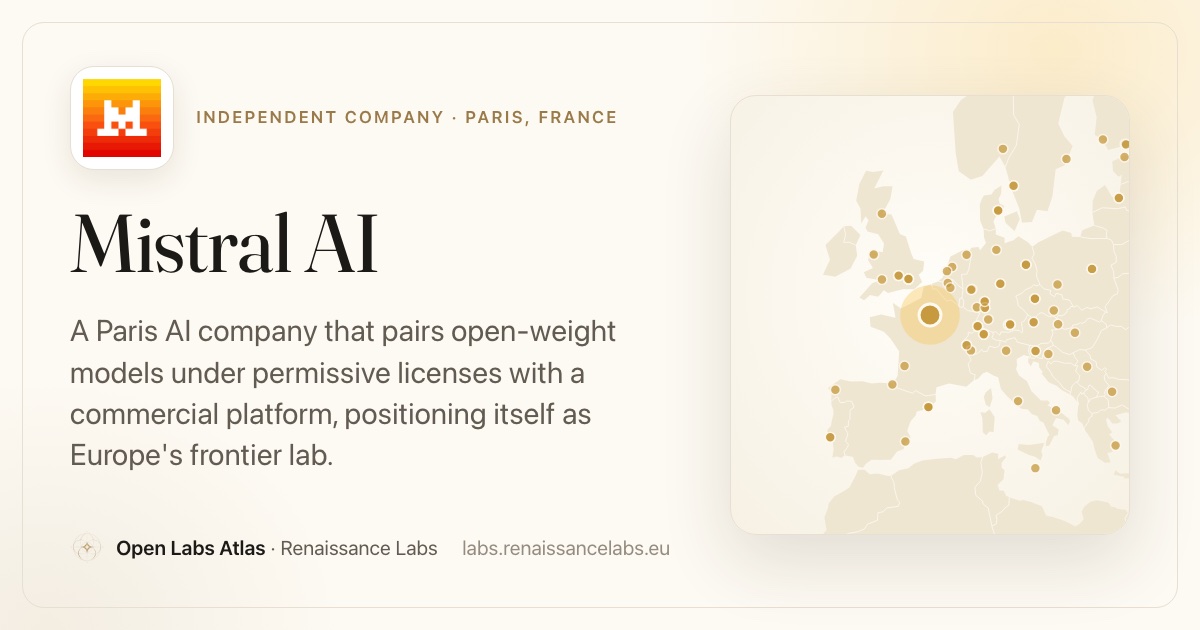 INDEPENDENT COMPANY · PARIS, FRANCE
Mistral AI
A Paris AI company that pairs open-weight
models under permissive licenses with a
commercial platform, positioning itself as
Europe's frontier lab.
Open Labs Atlas · Renaissance Labs labs.renaissancelabs.eu